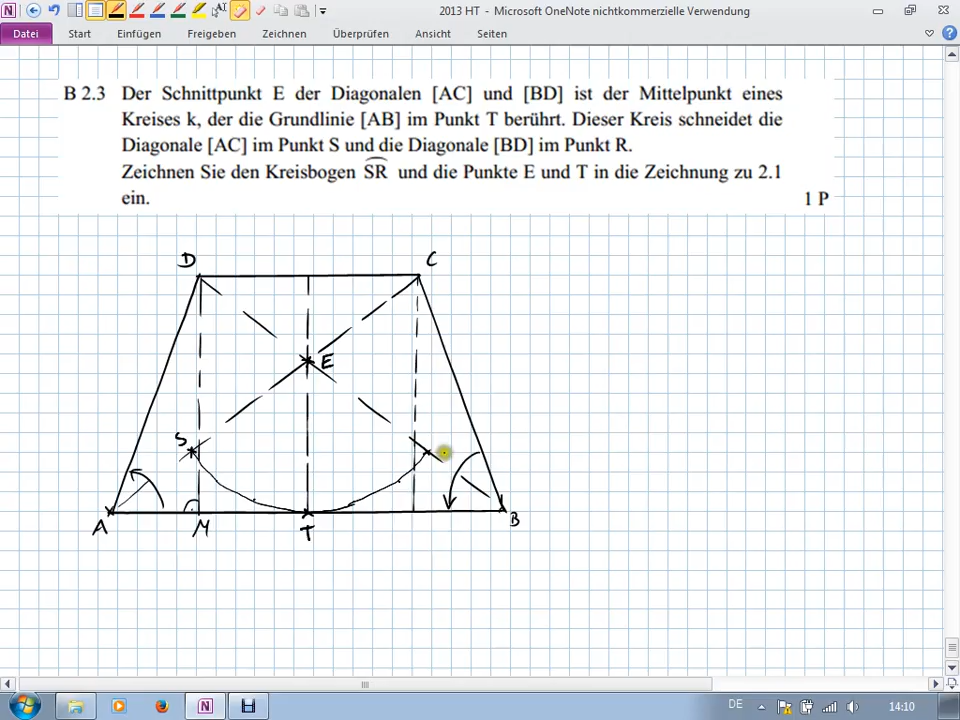 2013 HT - Microsoft OneNote nichtkommerzielle Verwendung
Datei Start Einfügen Freigeben Zeichnen Überprüfen Ansicht Seiten
B 2.3 Der Schnittpunkt E der Diagonalen [AC] und [BD] ist der Mittelpunkt eines
Kreises k, der die Grundlinie [AB] im Punkt T berührt. Dieser Kreis schneidet die
Diagonale [AC] im Punkt S und die Diagonale [BD] im Punkt R.
Zeichnen Sie den Kreisbogen SR und die Punkte E und T in die Zeichnung zu 2.1
ein.
1 P
D C
E
S
A M T B
DE 14:10